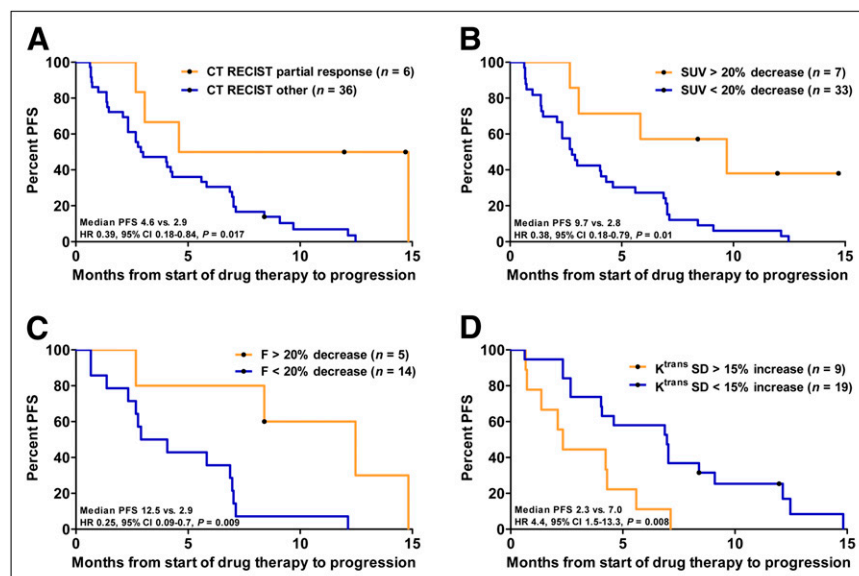 A
CT RECIST partial response (n = 6)
CT RECIST other (n = 36)
Percent PFS
100
80
60
40
20
0
Median PFS 4.6 vs. 2.9
HR 0.39, 95% CI 0.18-0.84, P = 0.017
0 5 10 15
Months from start of drug therapy to progression
B
SUV > 20% decrease (n = 7)
SUV < 20% decrease (n = 33)
Percent PFS
100
80
60
40
20
0
Median PFS 9.7 vs. 2.8
HR 0.38, 95% CI 0.18-0.79, P = 0.01
0 5 10 15
Months from start of drug therapy to progression
C
F > 20% decrease (n = 5)
F < 20% decrease (n = 14)
Percent PFS
100
80
60
40
20
0
Median PFS 12.5 vs. 2.9
HR 0.25, 95% CI 0.09-0.7, P = 0.009
0 5 10 15
Months from start of drug therapy to progression
D
K^trans SD > 15% increase (n = 9)
K^trans SD < 15% increase (n = 19)
Percent PFS
100
80
60
40
20
0
Median PFS 2.3 vs. 7.0
HR 4.4, 95% CI 1.5-13.3, P = 0.008
0 5 10 15
Months from start of drug therapy to progression